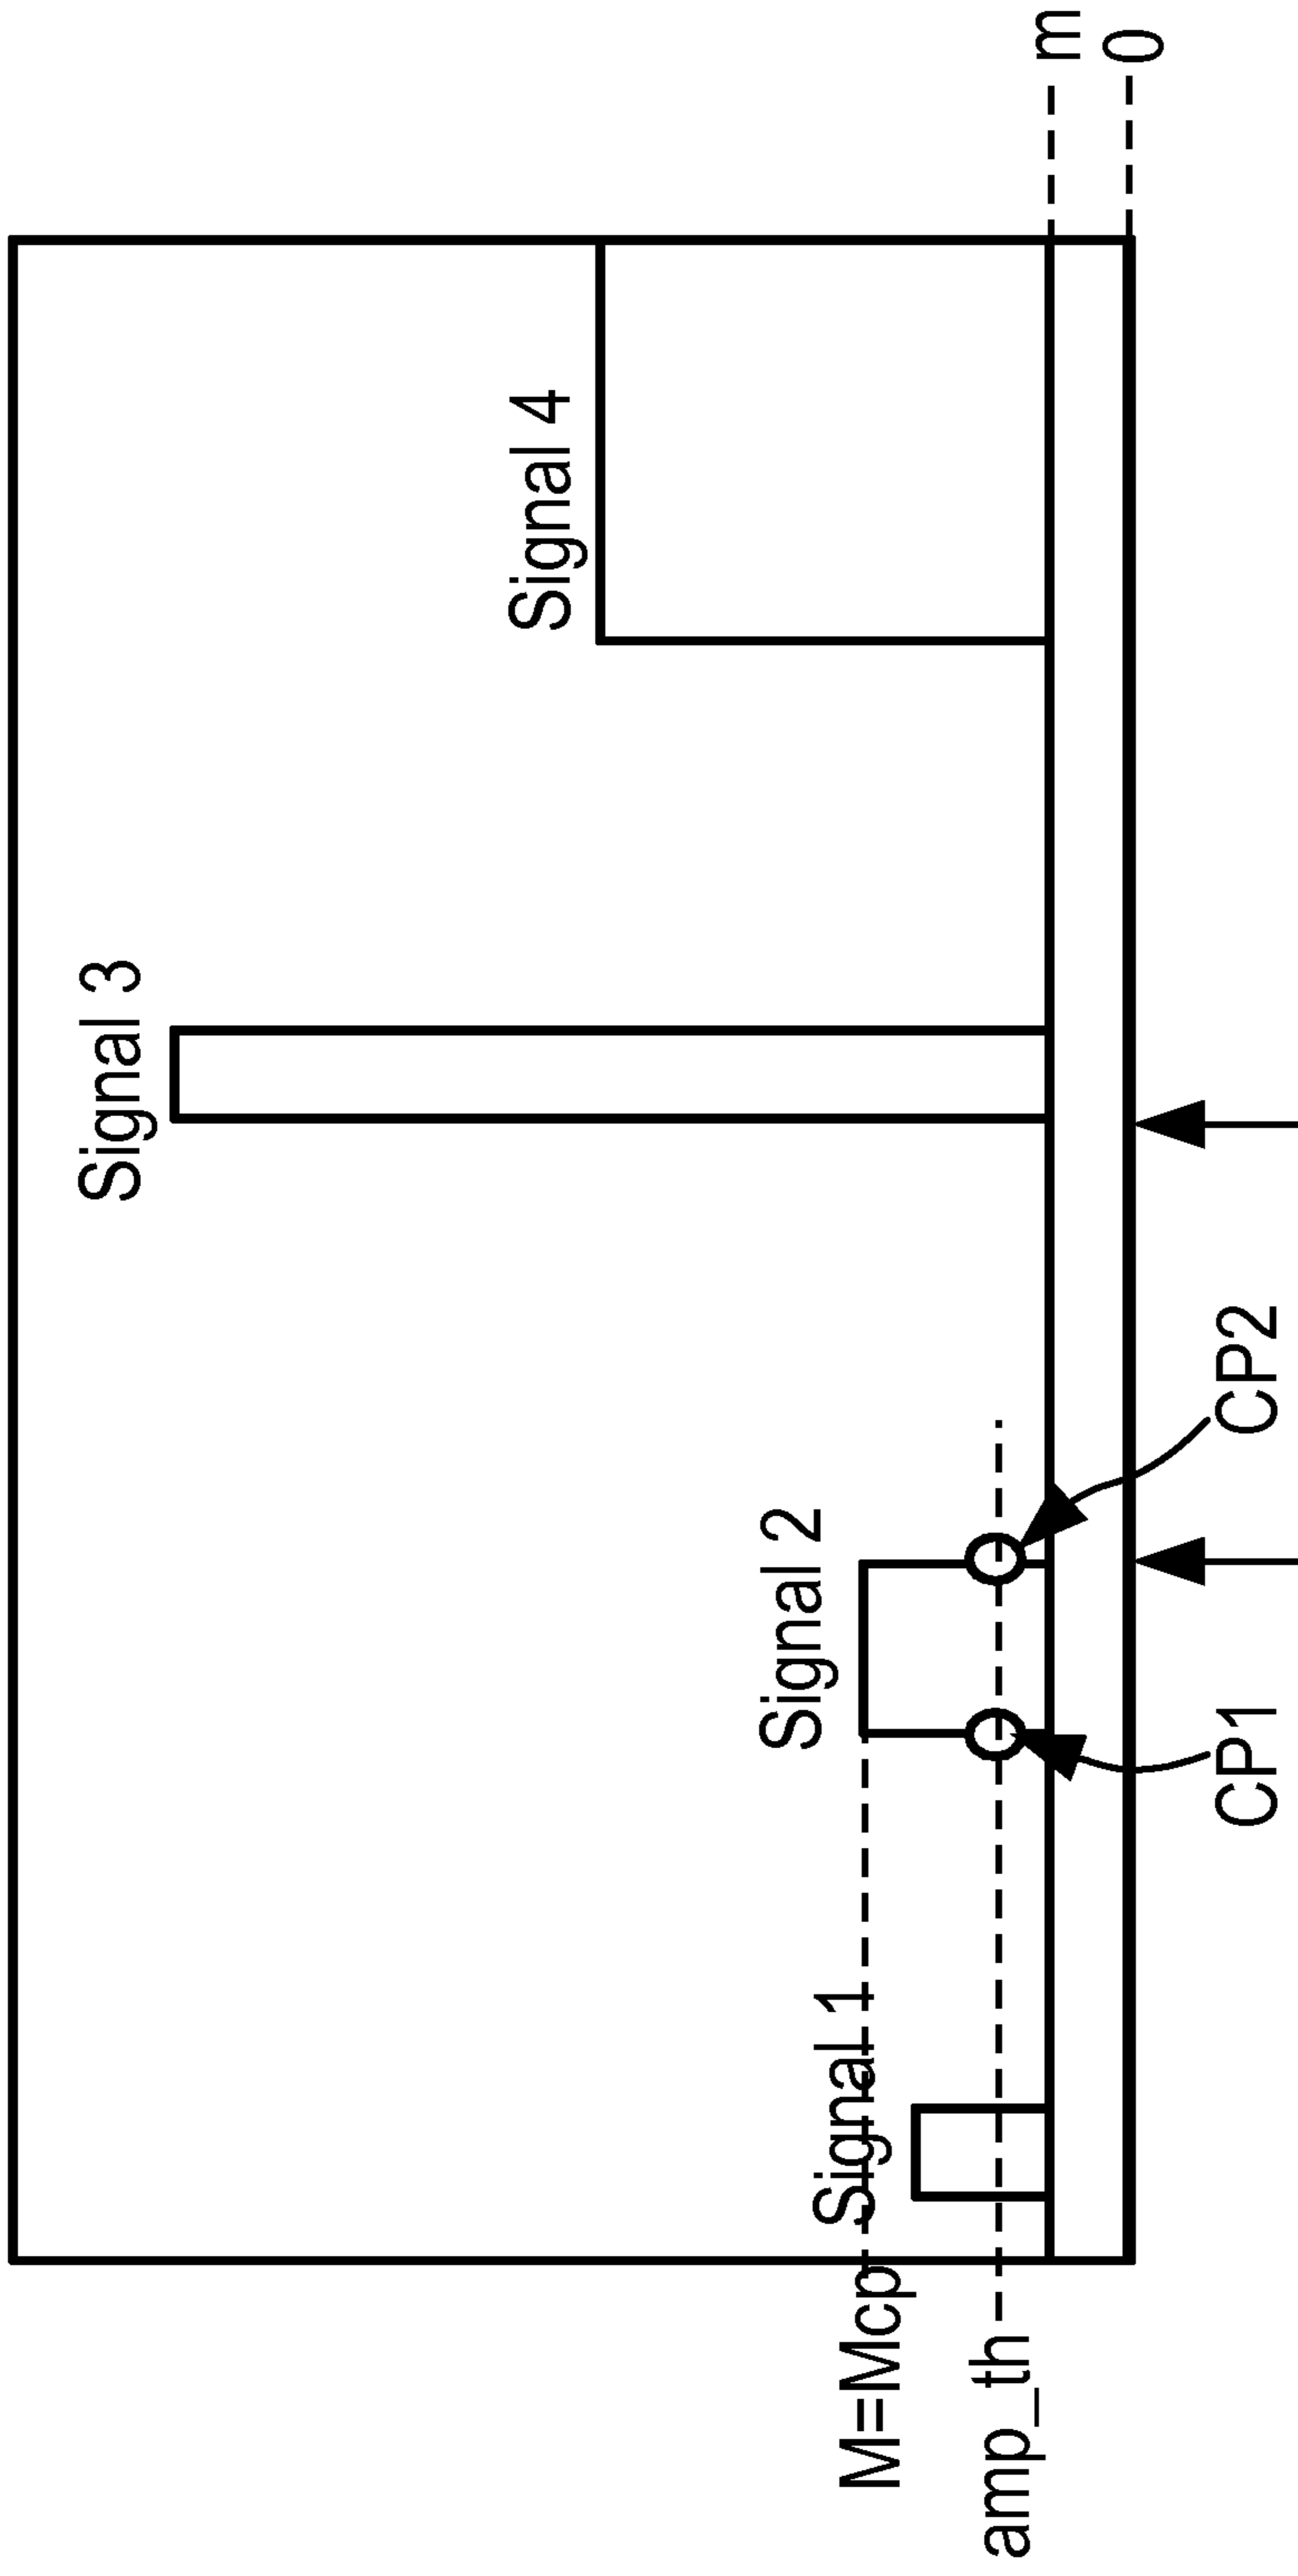 Signal 3
Signal 4
Signal 2
Signal 1
M=Mcp
amp_th
m
0
CP1
CP2